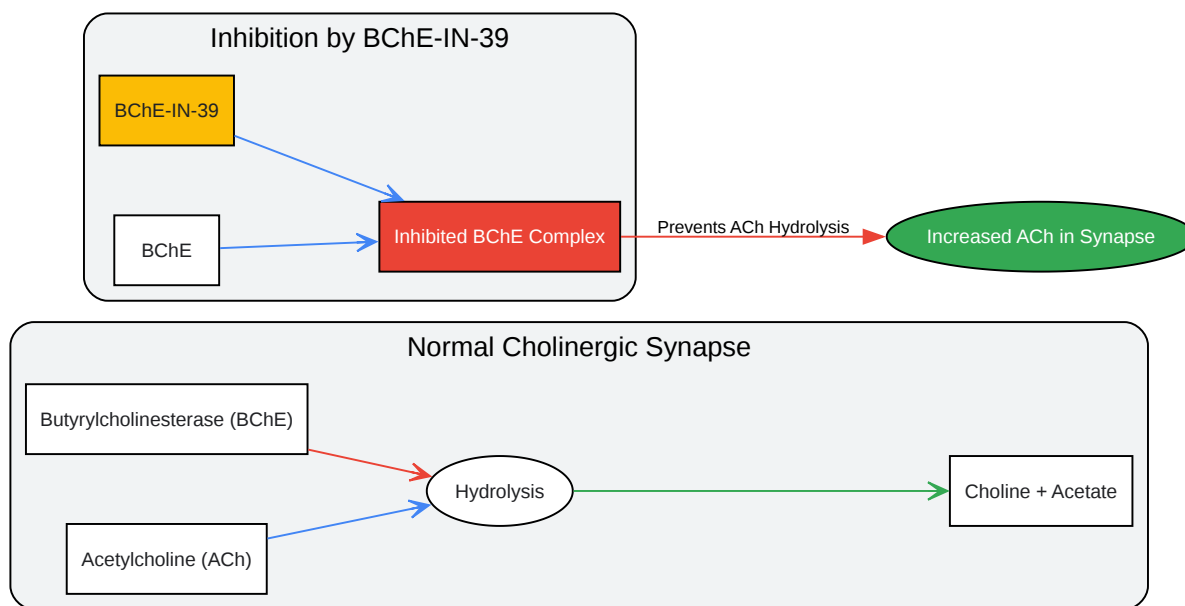 Inhibition by BChE-IN-39
BChE-IN-39
BChE
Inhibited BChE Complex
Prevents ACh Hydrolysis
Increased ACh in Synapse
Normal Cholinergic Synapse
Butyrylcholinesterase (BChE)
Acetylcholine (ACh)
Hydrolysis
Choline + Acetate